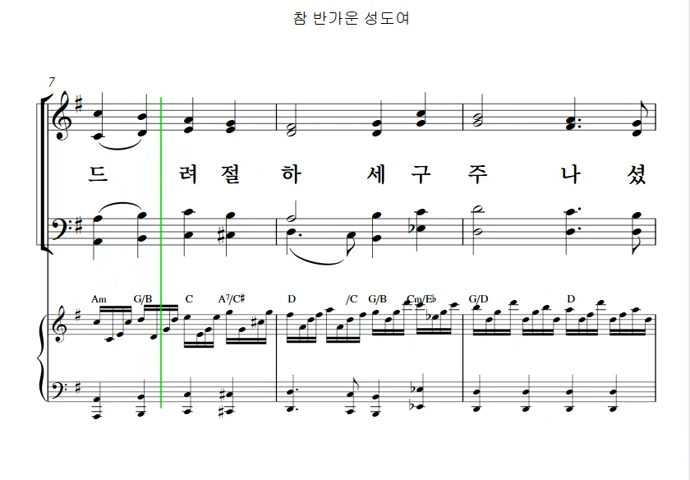 참 반가운 성도여
7
드 려 절 하 세 구 주 나 셨
Am G/B C A7/C# D /C G/B Cm/E♭ G/D D